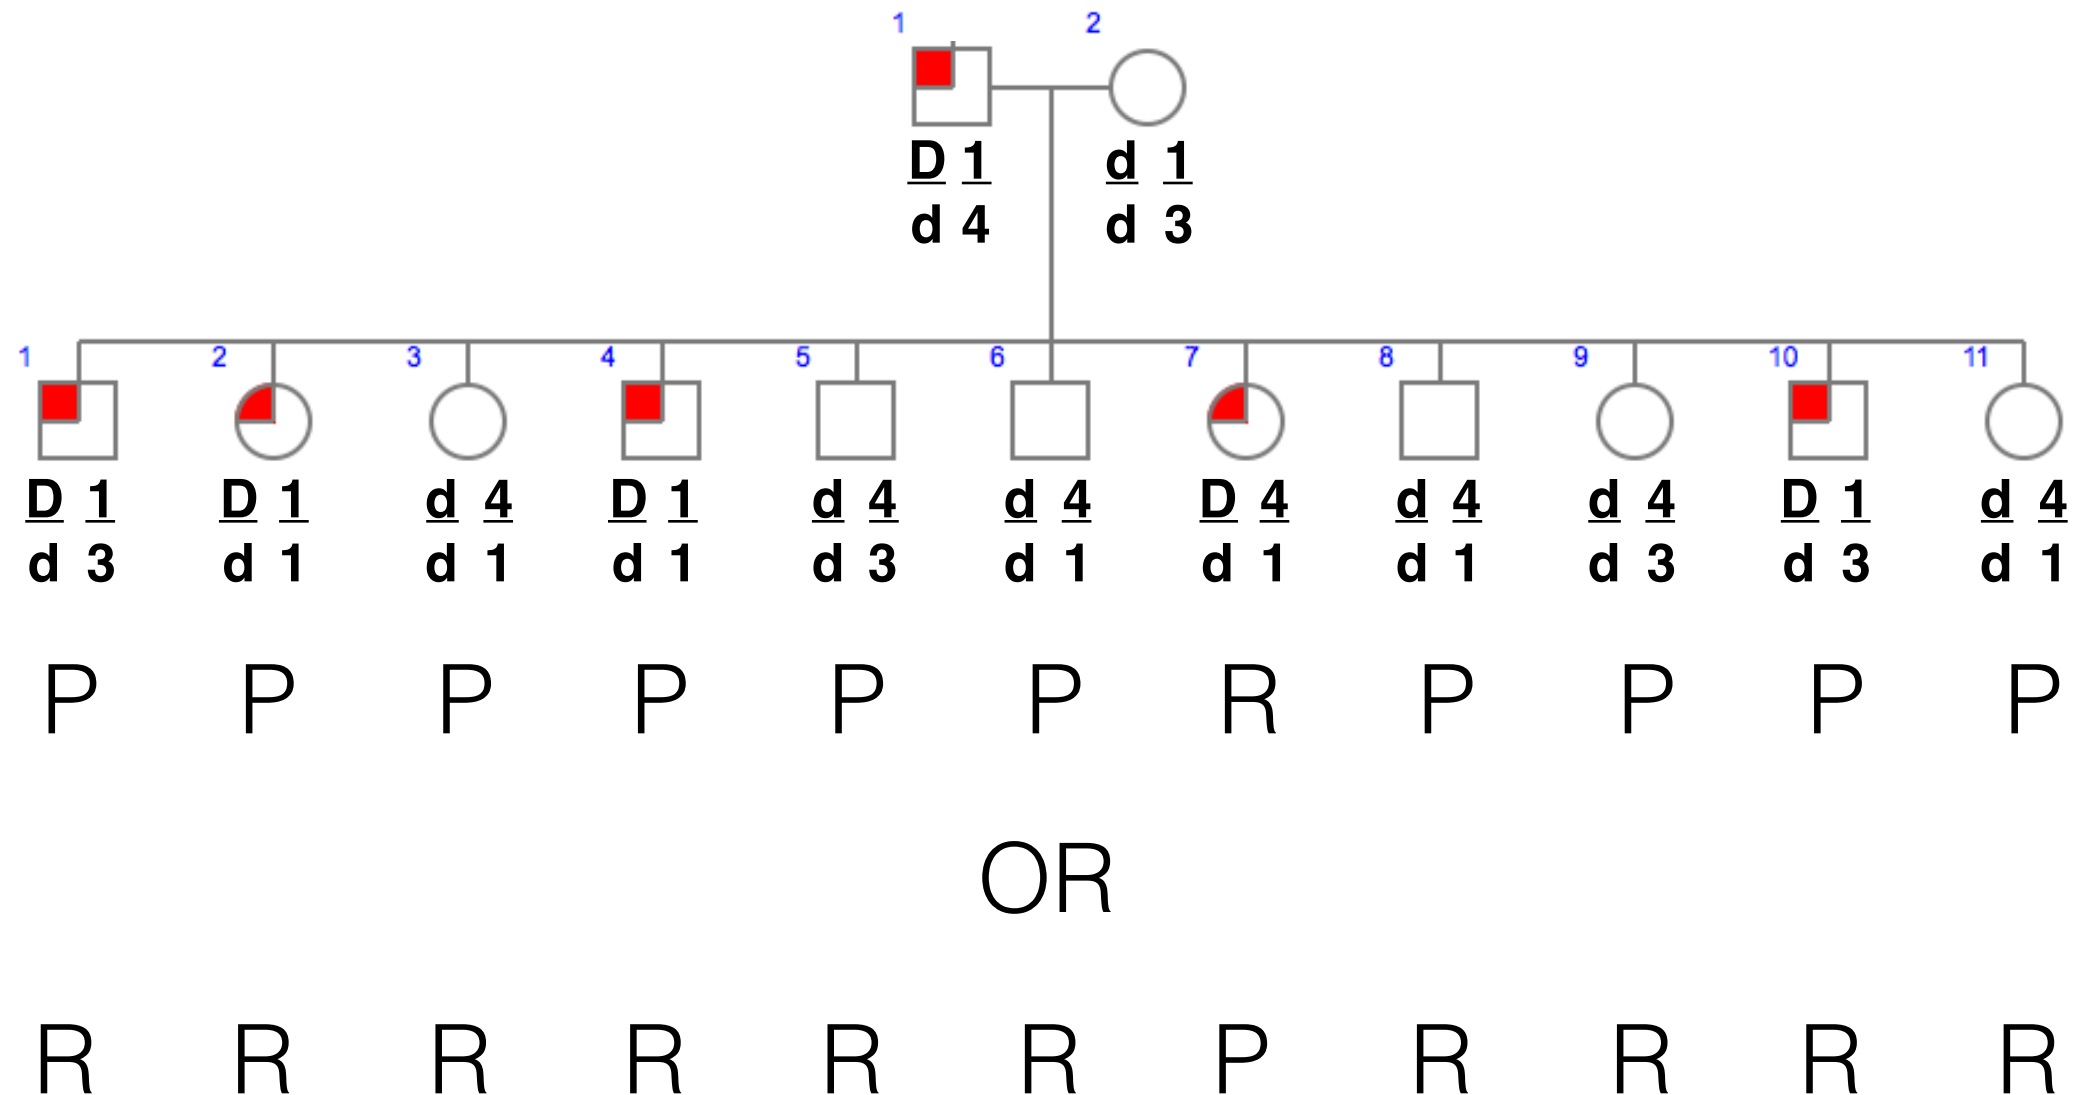 1 2
D 1 d 1
d 4 d 3
1 2 3 4 5 6 7 8 9 10 11
D 1 D 1 d 4 D 1 d 4 d 4 D 4 d 4 d 4 D 1 d 4
d 3 d 1 d 1 d 1 d 3 d 1 d 1 d 1 d 3 d 3 d 1
P P P P P P R P P P P
OR
R R R R R R P R R R R